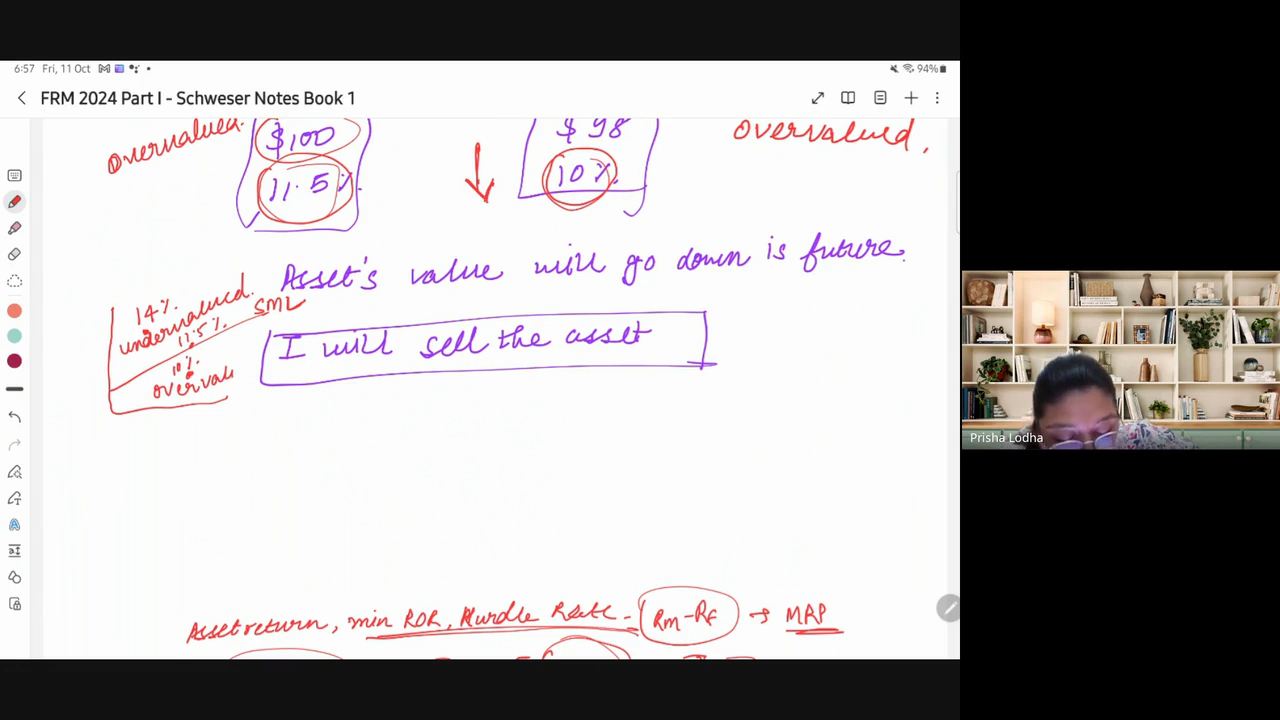 6:57 Fri, 11 Oct
94%
FRM 2024 Part I - Schweser Notes Book 1
overvalued.
$100
$98
overvalued,
11.5%.
10%.
Asset's value will go down is future.
14%.
undervalued.
SML
11.5%.
10%.
overvalu
I will sell the asset
Prisha Lodha
Asset return, min ROR, Hurdle Rate - Rm-Rf → MRP